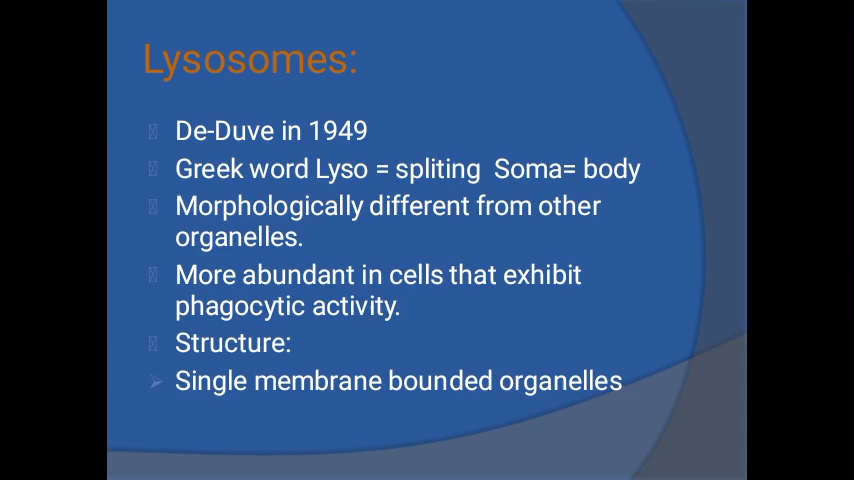 Lysosomes:
De-Duve in 1949
Greek word Lyso = spliting  Soma= body
Morphologically different from other
organelles.
More abundant in cells that exhibit
phagocytic activity.
Structure:
Single membrane bounded organelles